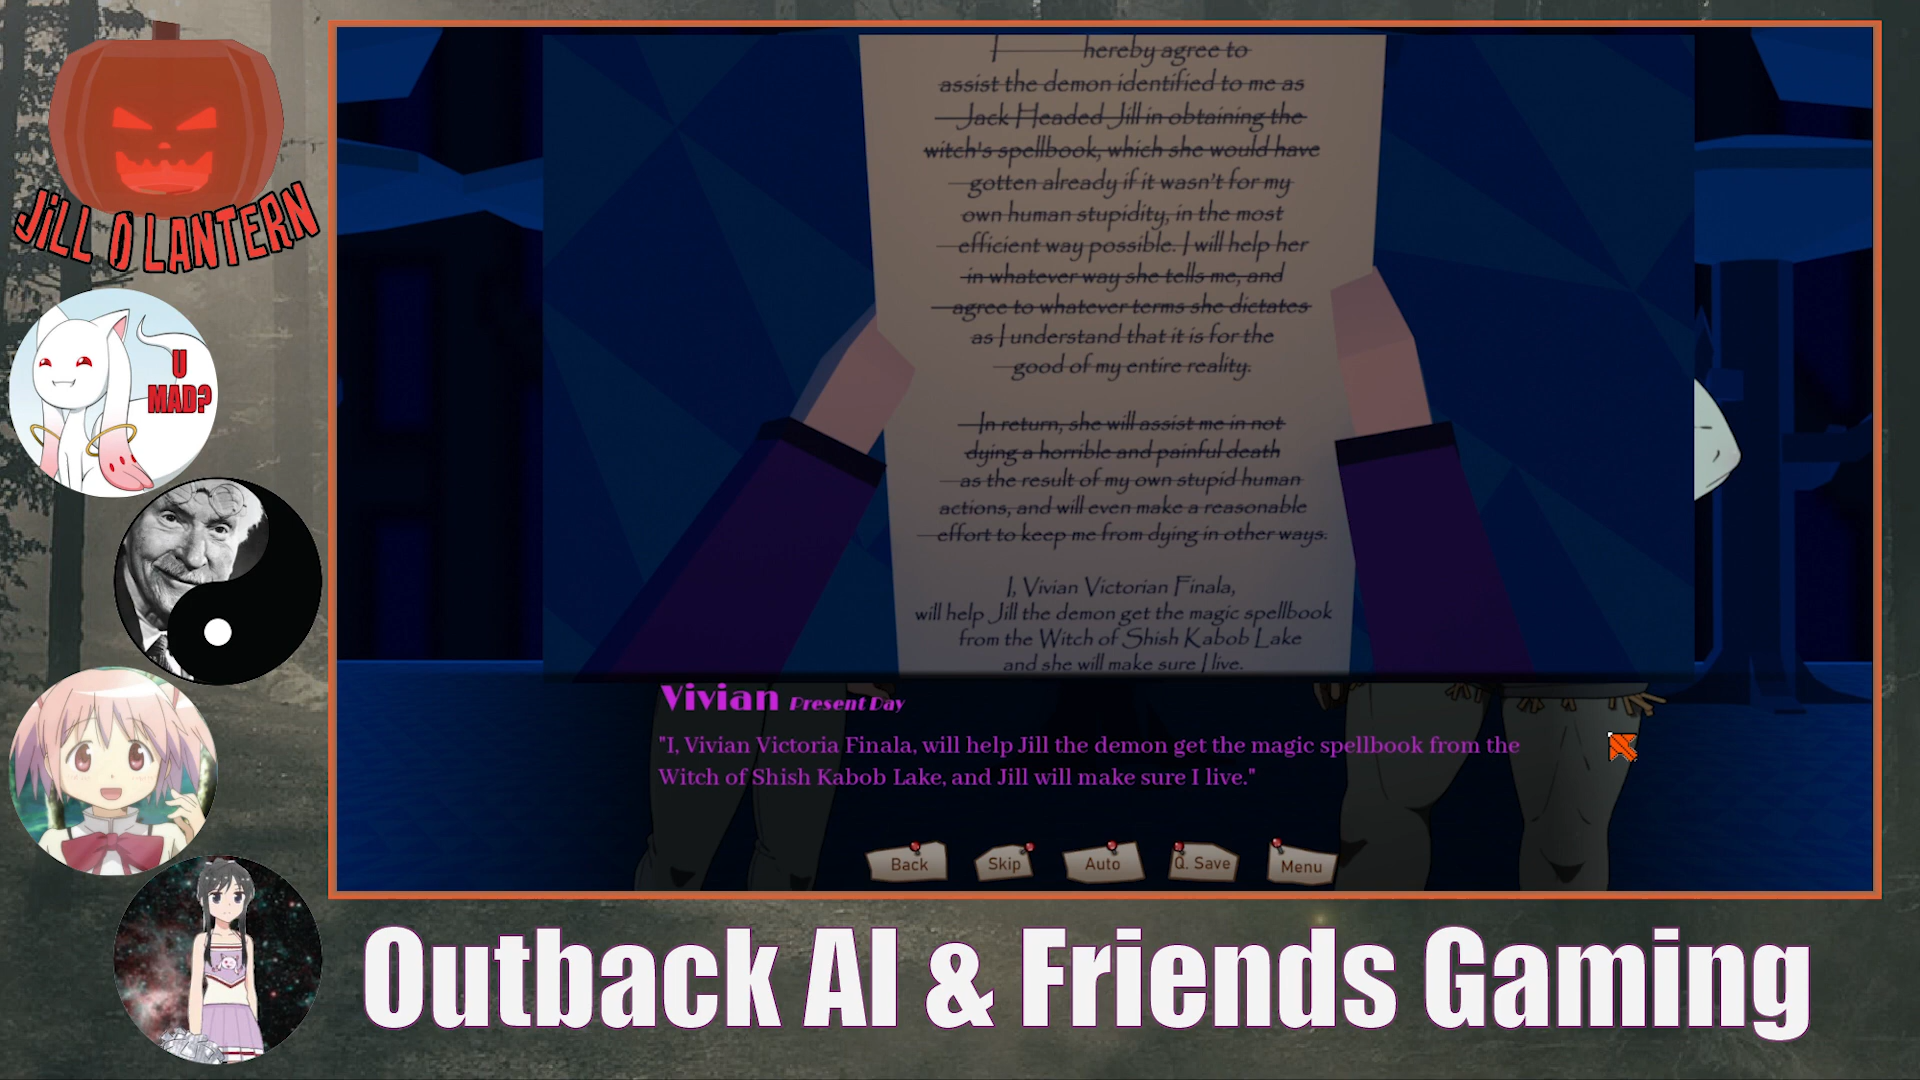 JILL O LANTERN
U
MAD?
I hereby agree to
assist the demon identified to me as
Jack Headed Jill in obtaining the
witch's spellbook, which she would have
gotten already if it wasn't for my
own human stupidity, in the most
efficient way possible. I will help her
in whatever way she tells me, and
agree to whatever terms she dictates
as I understand that it is for the
good of my entire reality.
In return, she will assist me in not
dying a horrible and painful death
as the result of my own stupid human
actions, and will even make a reasonable
effort to keep me from dying in other ways.
I, Vivian Victorian Finala,
will help Jill the demon get the magic spellbook
from the Witch of Shish Kabob Lake
and she will make sure I live.
Vivian Present Day
"I, Vivian Victoria Finala, will help Jill the demon get the magic spellbook from the
Witch of Shish Kabob Lake, and Jill will make sure I live."
Back Skip Auto Q. Save Menu
Outback AI & Friends Gaming